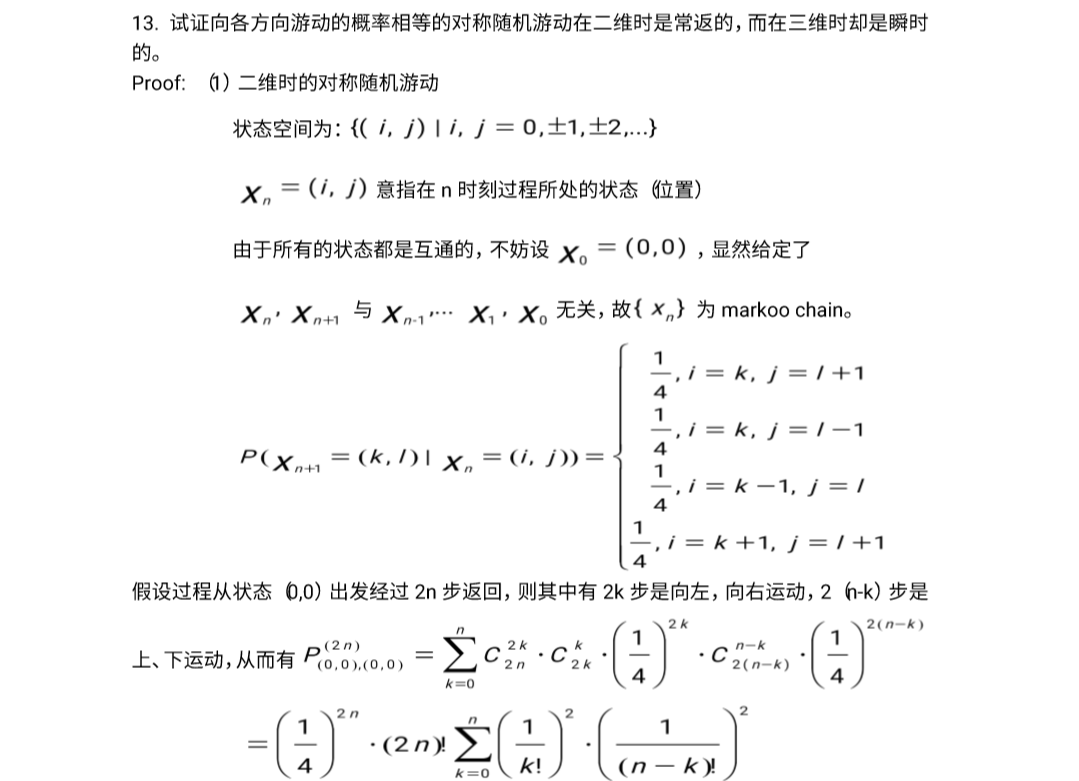 13. 试证向各方向游动的概率相等的对称随机游动在二维时是常返的,而在三维时却是瞬时
的。
Proof: (1) 二维时的对称随机游动
状态空间为: {( i, j) | i, j = 0,±1,±2,...}
X_n = (i, j) 意指在 n 时刻过程所处的状态 (位置)
由于所有的状态都是互通的,不妨设 X_0 = (0,0) ,显然给定了
X_n, X_{n+1} 与 X_{n-1},... X_1, X_0 无关,故{ X_n} 为 markoo chain。
P( X_{n+1} = (k, l) | X_n = (i, j)) = {
1/4, i = k, j = l +1
1/4, i = k, j = l −1
1/4, i = k −1, j = l
1/4, i = k +1, j = l +1
假设过程从状态 (0,0) 出发经过 2n 步返回,则其中有 2k 步是向左,向右运动,2 (n-k) 步是
上、下运动,从而有 P_{(0,0),(0,0)}^{(2n)} = ∑_{k=0}^{n} C_{2n}^{2k} · C_{2k}^{k} · (1/4)^{2k} · C_{2(n−k)}^{n−k} · (1/4)^{2(n−k)}
= (1/4)^{2n} · (2n)! ∑_{k=0}^{n} (1/k!)^2 · (1/(n − k)!)^2